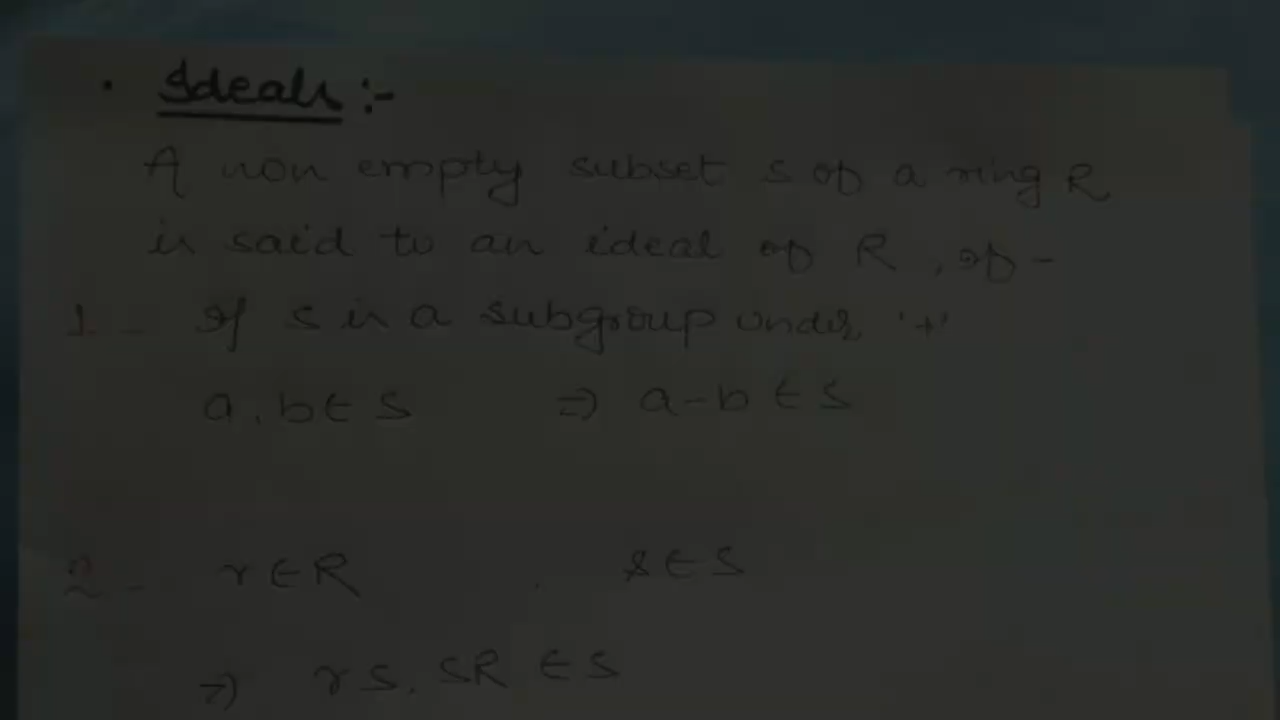 • Ideals :-
A non empty subset S of a ring R
is said to an ideal of R, if -
1 - If S is a subgroup under '+'
a, b ∈ S ⇒ a-b ∈ S
2 - r ∈ R , s ∈ S
⇒ rs, sR ∈ S